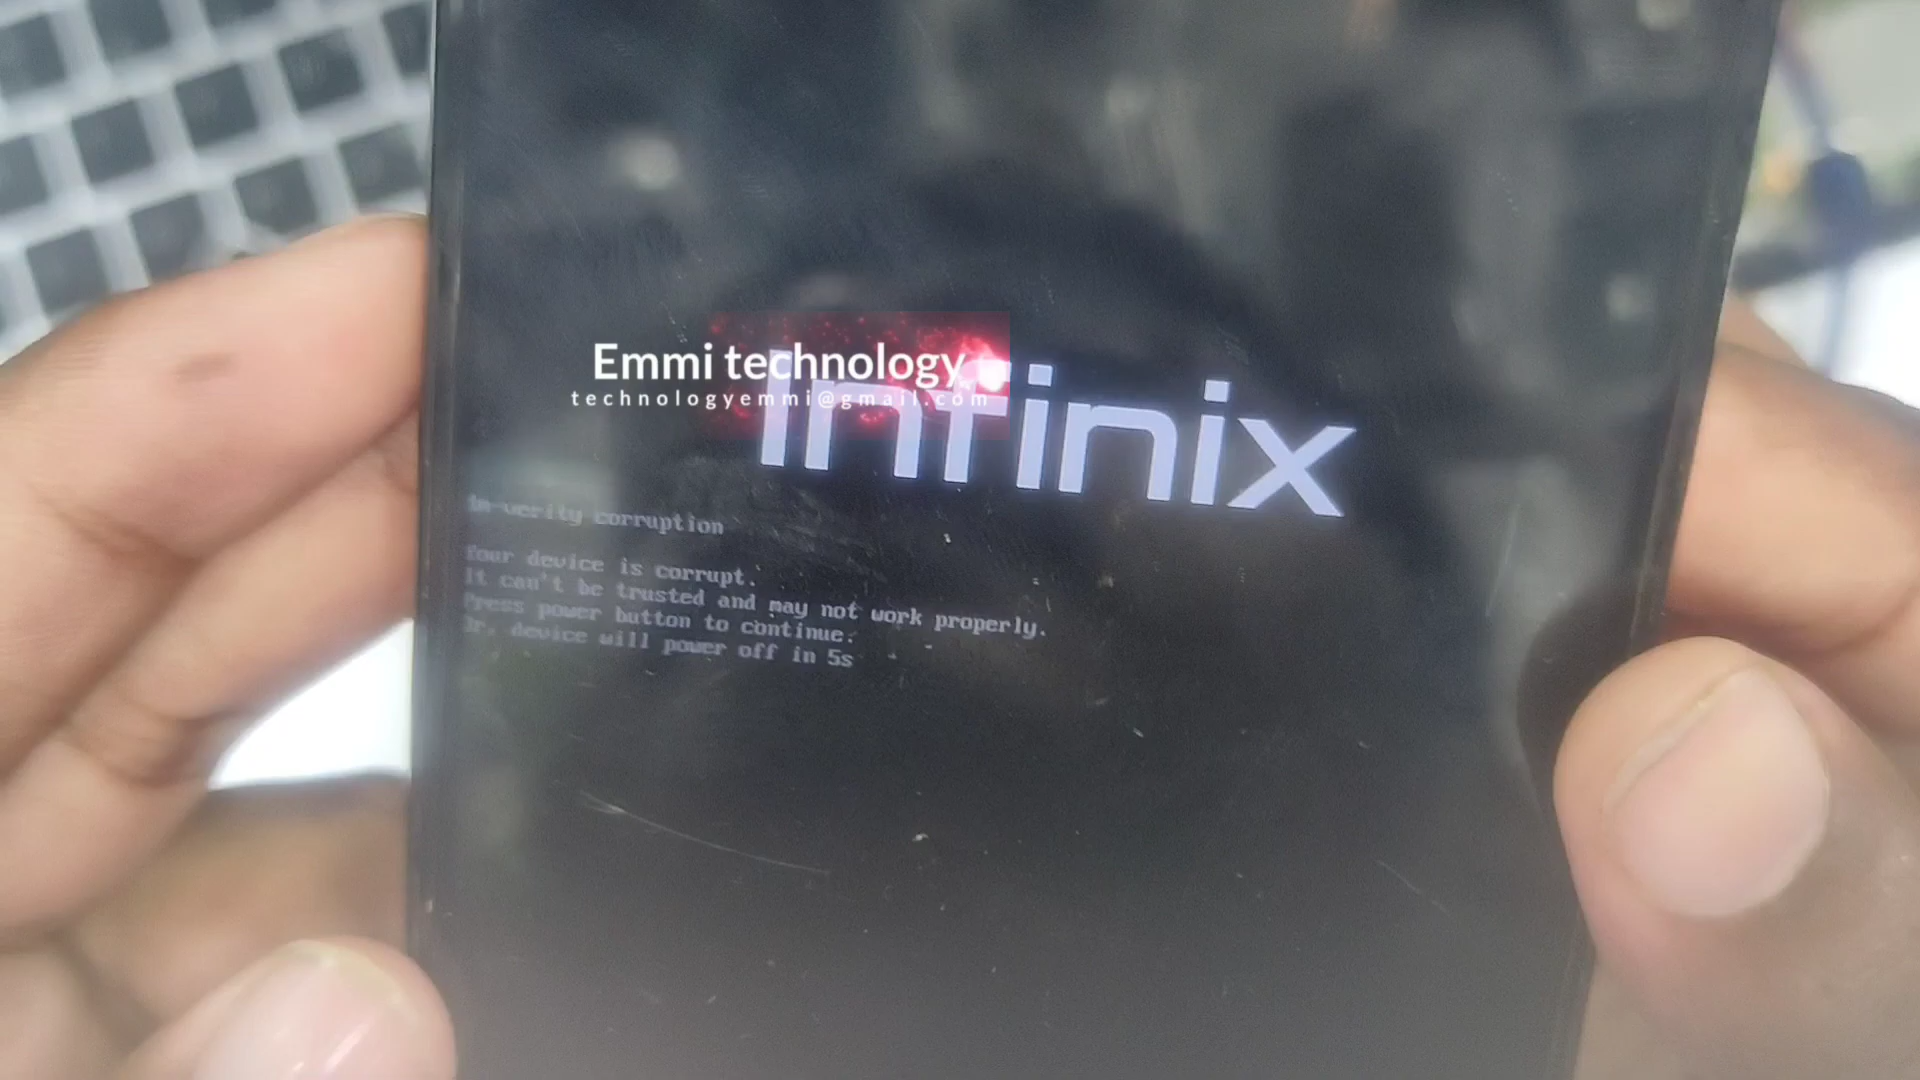 Emmi technology
technologyemmi@gmail.com
Infinix
dm-verity corruption
Your device is corrupt.
It can't be trusted and may not work properly.
Press power button to continue.
Or, device will power off in 5s